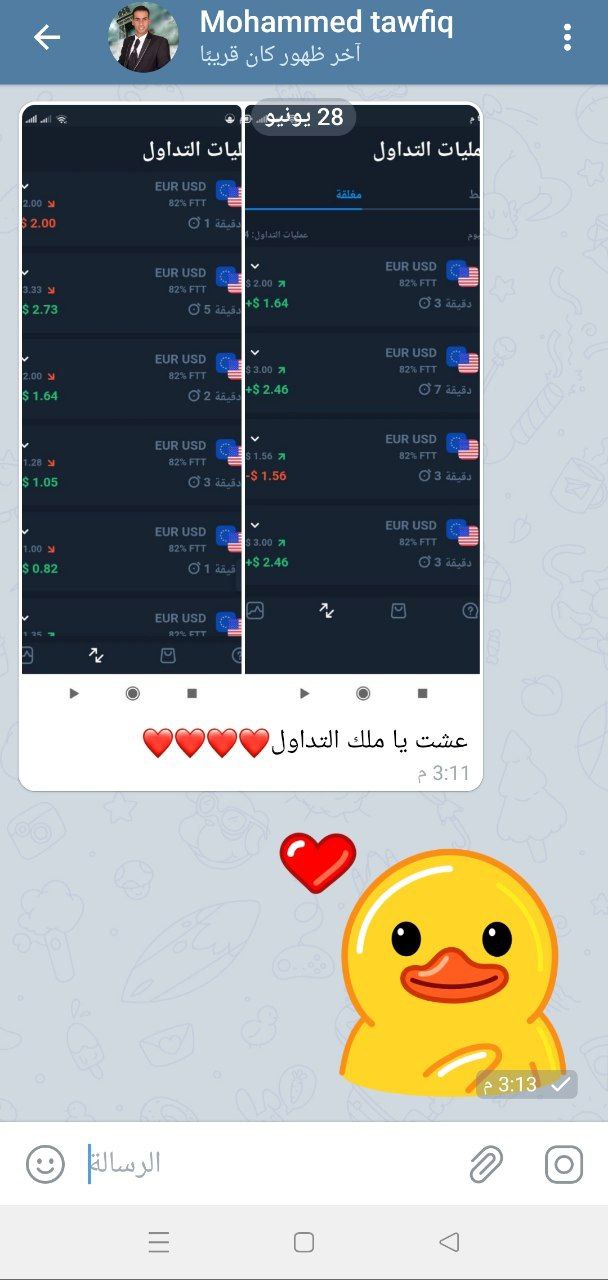 Mohammed tawfiq
آخر ظهور كان قريبًا
28 يونيو
التداول
EUR USD
82% FTT
2.00
$ 2.00
1 دقيقة
EUR USD
82% FTT
3.33
$ 2.73
5 دقيقة
EUR USD
82% FTT
2.00
$ 1.64
2 دقيقة
EUR USD
82% FTT
1.28
$ 1.05
3 دقيقة
EUR USD
82% FTT
1.00
$ 0.82
1 دقيقة
EUR USD
82% FTT
1.35
التداول
مغلقة
عمليات التداول: 4
EUR USD
82% FTT
$ 2.00
+$ 1.64
3 دقيقة
EUR USD
82% FTT
$ 3.00
+$ 2.46
7 دقيقة
EUR USD
82% FTT
$ 1.56
-$ 1.56
3 دقيقة
EUR USD
82% FTT
$ 3.00
+$ 2.46
3 دقيقة
عشت يا ملك التداول❤️❤️❤️❤️
3:11 م
3:13 م
الرسالة